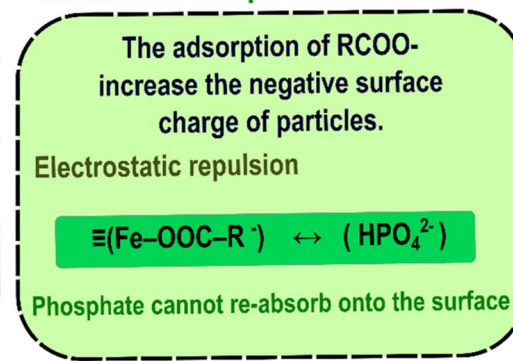 The adsorption of RCOO-
increase the negative surface
charge of particles.
Electrostatic repulsion
≡(Fe–OOC–R⁻) ↔ (HPO₄²⁻)
Phosphate cannot re-absorb onto the surface